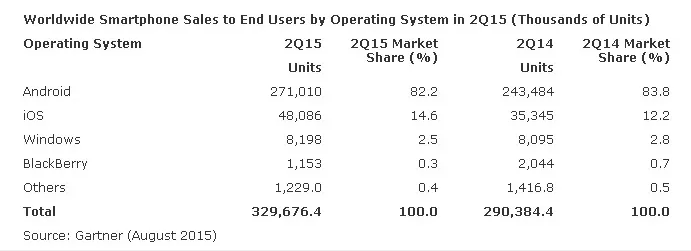 Worldwide Smartphone Sales to End Users by Operating System in 2Q15 (Thousands of Units)
Operating System 2Q15 2Q15 Market 2Q14 2Q14 Market
Units Share (%) Units Share (%)
Android 271,010 82.2 243,484 83.8
iOS 48,086 14.6 35,345 12.2
Windows 8,198 2.5 8,095 2.8
BlackBerry 1,153 0.3 2,044 0.7
Others 1,229.0 0.4 1,416.8 0.5
Total 329,676.4 100.0 290,384.4 100.0
Source: Gartner (August 2015)